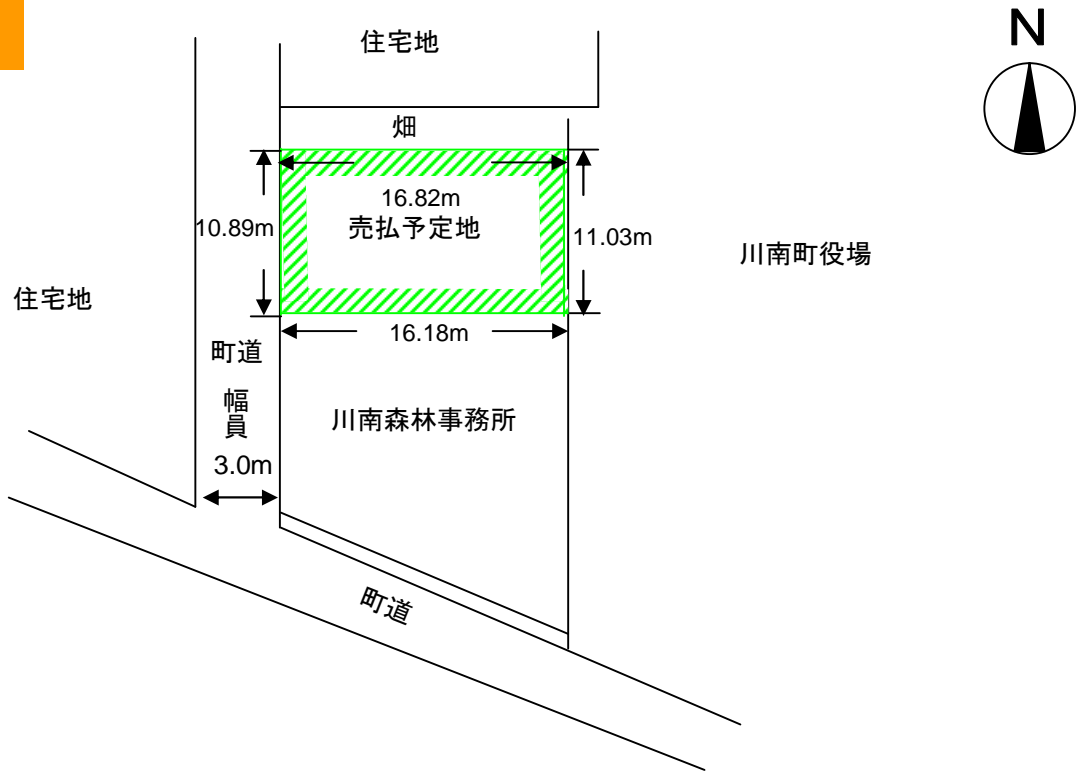 N
住宅地
畑
16.82m
売払予定地
10.89m
11.03m
川南町役場
住宅地
16.18m
町道
幅員
3.0m
川南森林事務所
町道